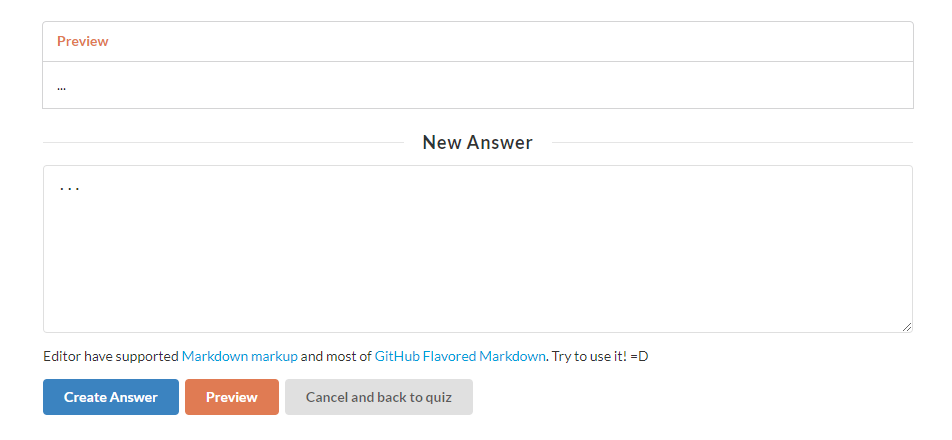 Preview
...
New Answer
...
Editor have supported Markdown markup and most of GitHub Flavored Markdown. Try to use it! =D
Create Answer Preview Cancel and back to quiz